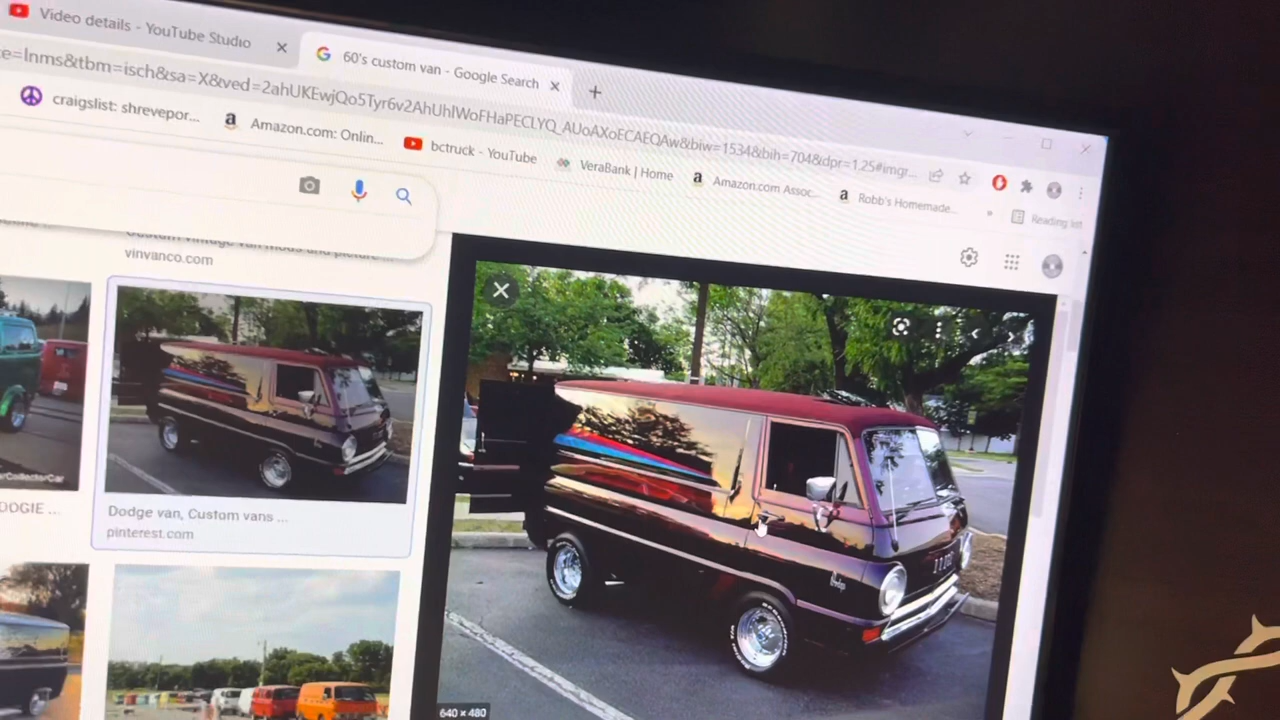 Video details - YouTube Studio
60's custom van - Google Search
e=lnms&tbm=isch&sa=X&ved=2ahUKEwjQo5Tyr6v2AhUhlWoFHaPECLYQ_AUoAXoECAEQAw&biw=1534&bih=704&dpr=1.25#imgr...
craigslist: shrevepor...
Amazon.com: Onlin...
bctruck - YouTube
VeraBank | Home
Amazon.com Assoc...
Robb's Homemade...
»
Reading list
vinvanco.com
DOGIE ...
Dodge van, Custom vans ...
pinterest.com
Dodge
640 × 480